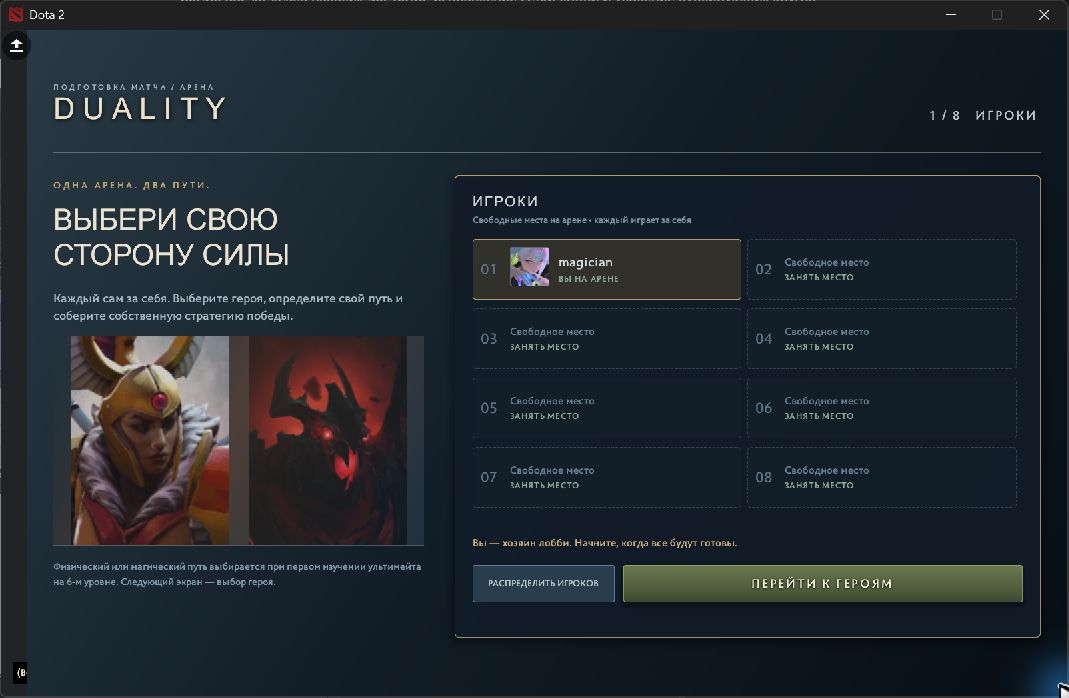 Dota 2
ПОДГОТОВКА МАТЧА / АРЕНА
DUALITY
1 / 8 ИГРОКИ
ОДНА АРЕНА. ДВА ПУТИ.
ВЫБЕРИ СВОЮ
СТОРОНУ СИЛЫ
Каждый сам за себя. Выберите героя, определите свой путь и
соберите собственную стратегию победы.
Физический или магический путь выбирается при первом изучении ультимейта
на 6-м уровне. Следующий экран — выбор героя.
ИГРОКИ
Свободные места на арене • каждый играет за себя
01
magician
ВЫ НА АРЕНЕ
02
Свободное место
ЗАНЯТЬ МЕСТО
03
Свободное место
ЗАНЯТЬ МЕСТО
04
Свободное место
ЗАНЯТЬ МЕСТО
05
Свободное место
ЗАНЯТЬ МЕСТО
06
Свободное место
ЗАНЯТЬ МЕСТО
07
Свободное место
ЗАНЯТЬ МЕСТО
08
Свободное место
ЗАНЯТЬ МЕСТО
Вы — хозяин лобби. Начните, когда все будут готовы.
РАСПРЕДЕЛИТЬ ИГРОКОВ
ПЕРЕЙТИ К ГЕРОЯМ